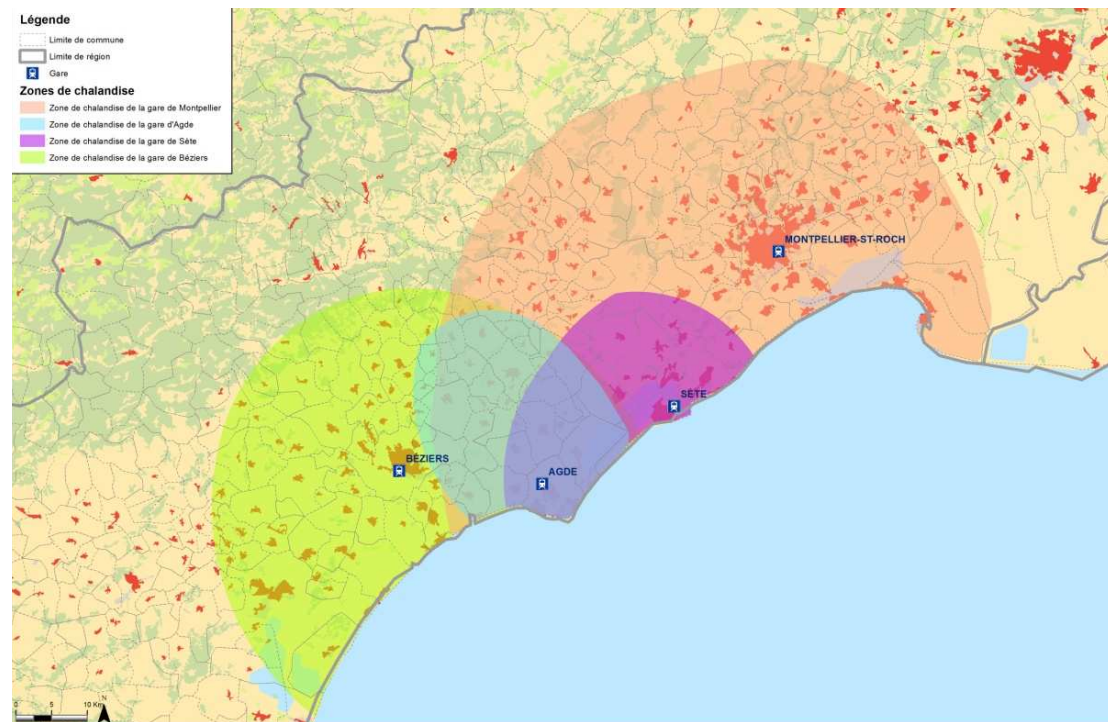 Légende
Limite de commune
Limite de région
Gare
Zones de chalandise
Zone de chalandise de la gare de Montpellier
Zone de chalandise de la gare d'Agde
Zone de chalandise de la gare de Sète
Zone de chalandise de la gare de Béziers
MONTPELLIER-ST-ROCH
SÈTE
BÉZIERS
AGDE
0 5 10 Km
N